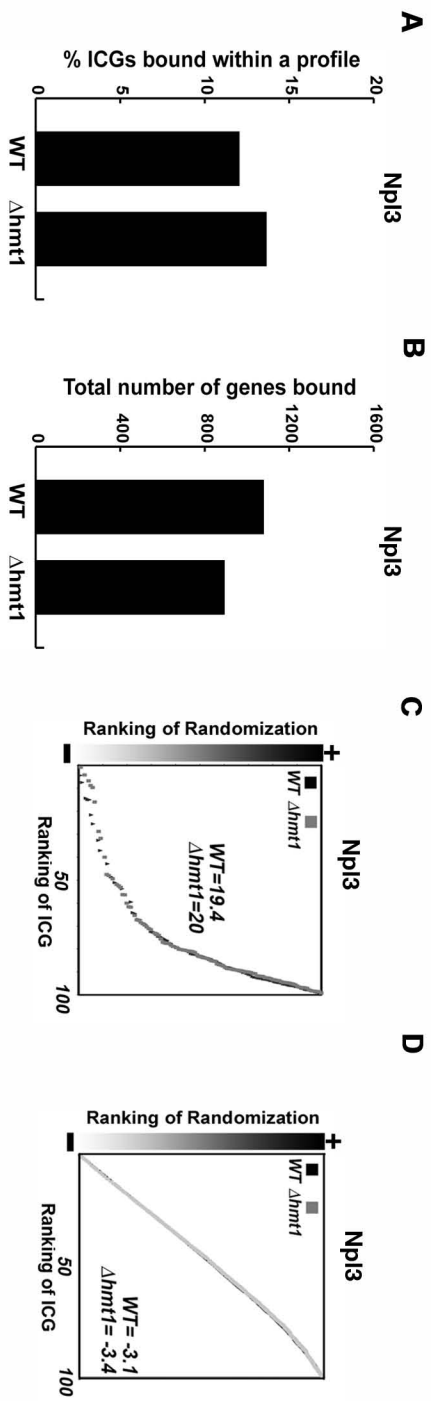 A
Npl3
% ICGs bound within a profile
20
15
10
5
0
WT Δhmt1
B
Npl3
Total number of genes bound
1600
1200
800
400
0
WT Δhmt1
C
Npl3
Ranking of Randomization
+
-
WT Δhmt1
WT=19.4
Δhmt1=20
50 100
Ranking of ICG
D
Npl3
Ranking of Randomization
+
-
WT Δhmt1
WT= -3.1
Δhmt1= -3.4
50 100
Ranking of ICG